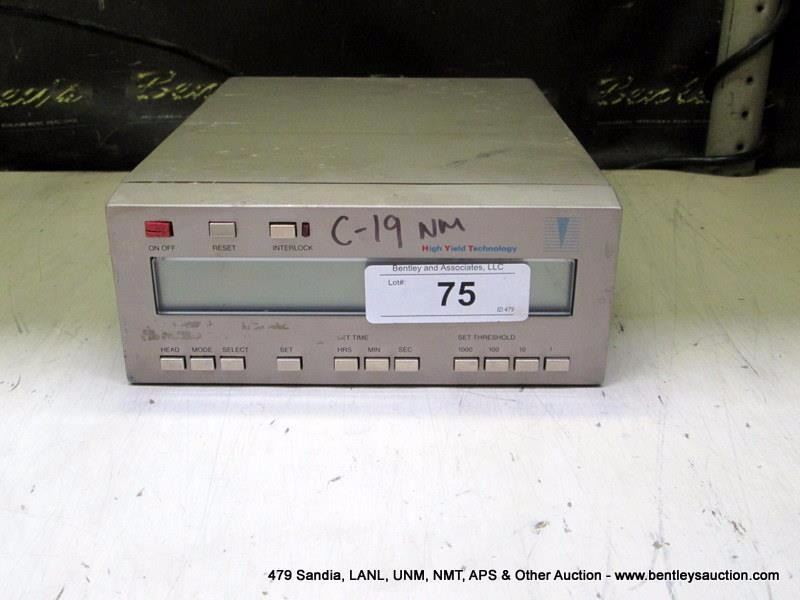 C-19 NM
ON OFF
RESET
INTERLOCK
High Yield Technology
Bentley and Associates, LLC
Lot#:
75
ID:479
SET TIME
SET THRESHOLD
HEAD
MODE
SELECT
SET
HRS
MIN
SEC
1000
100
10
1
479 Sandia, LANL, UNM, NMT, APS & Other Auction - www.bentleysauction.com